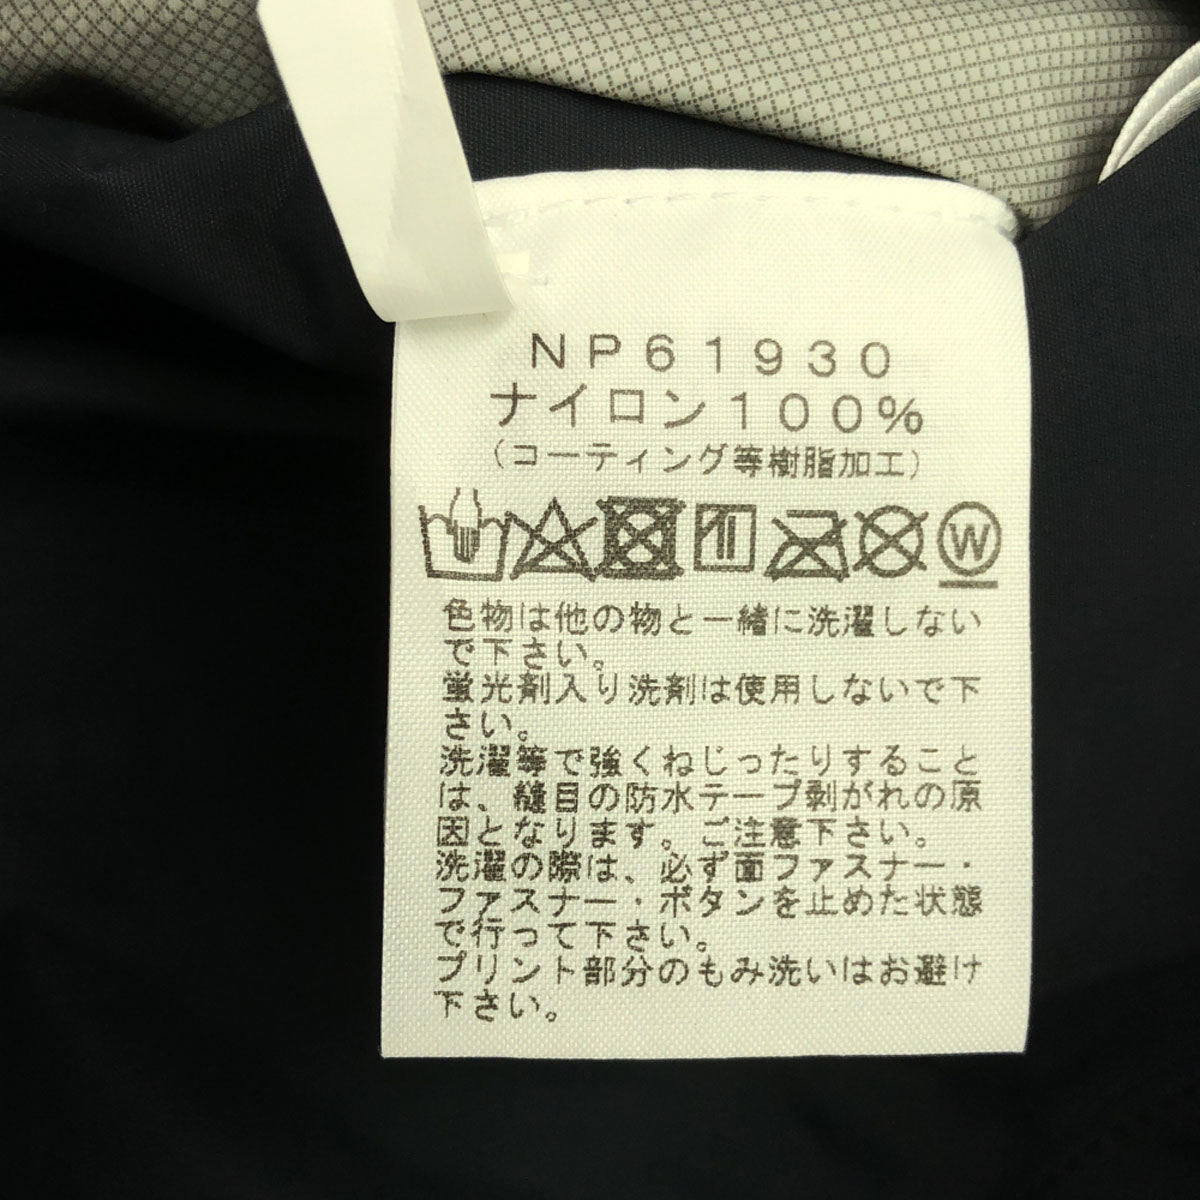 NP61930
ナイロン100%
(コーティング等樹脂加工)
W
色物は他の物と一緒に洗濯しない
で下さい。
蛍光剤入り洗剤は使用しないで下
さい。
洗濯等で強くねじったりすること
は、縫目の防水テープ剥がれの原
因となります。ご注意下さい。
洗濯の際は、必ず面ファスナー・
ファスナー・ボタンを止めた状態
で行って下さい。
プリント部分のもみ洗いはお避け
下さい。